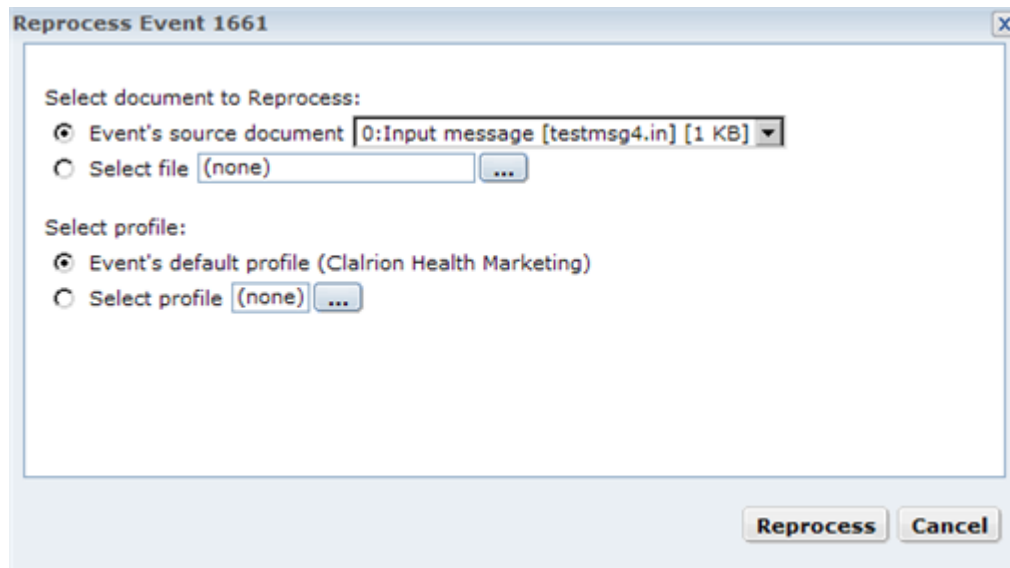 Reprocess Event 1661
X
Select document to Reprocess:
Event's source document 0:Input message [testmsg4.in] [1 KB]
Select file (none) ...
Select profile:
Event's default profile (Clalrion Health Marketing)
Select profile (none) ...
Reprocess Cancel